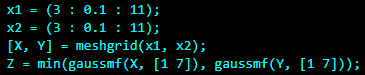 x1 = (3 : 0.1 : 11);
x2 = (3 : 0.1 : 11);
[X, Y] = meshgrid(x1, x2);
Z = min(gaussmf(X, [1 7]), gaussmf(Y, [1 7]));